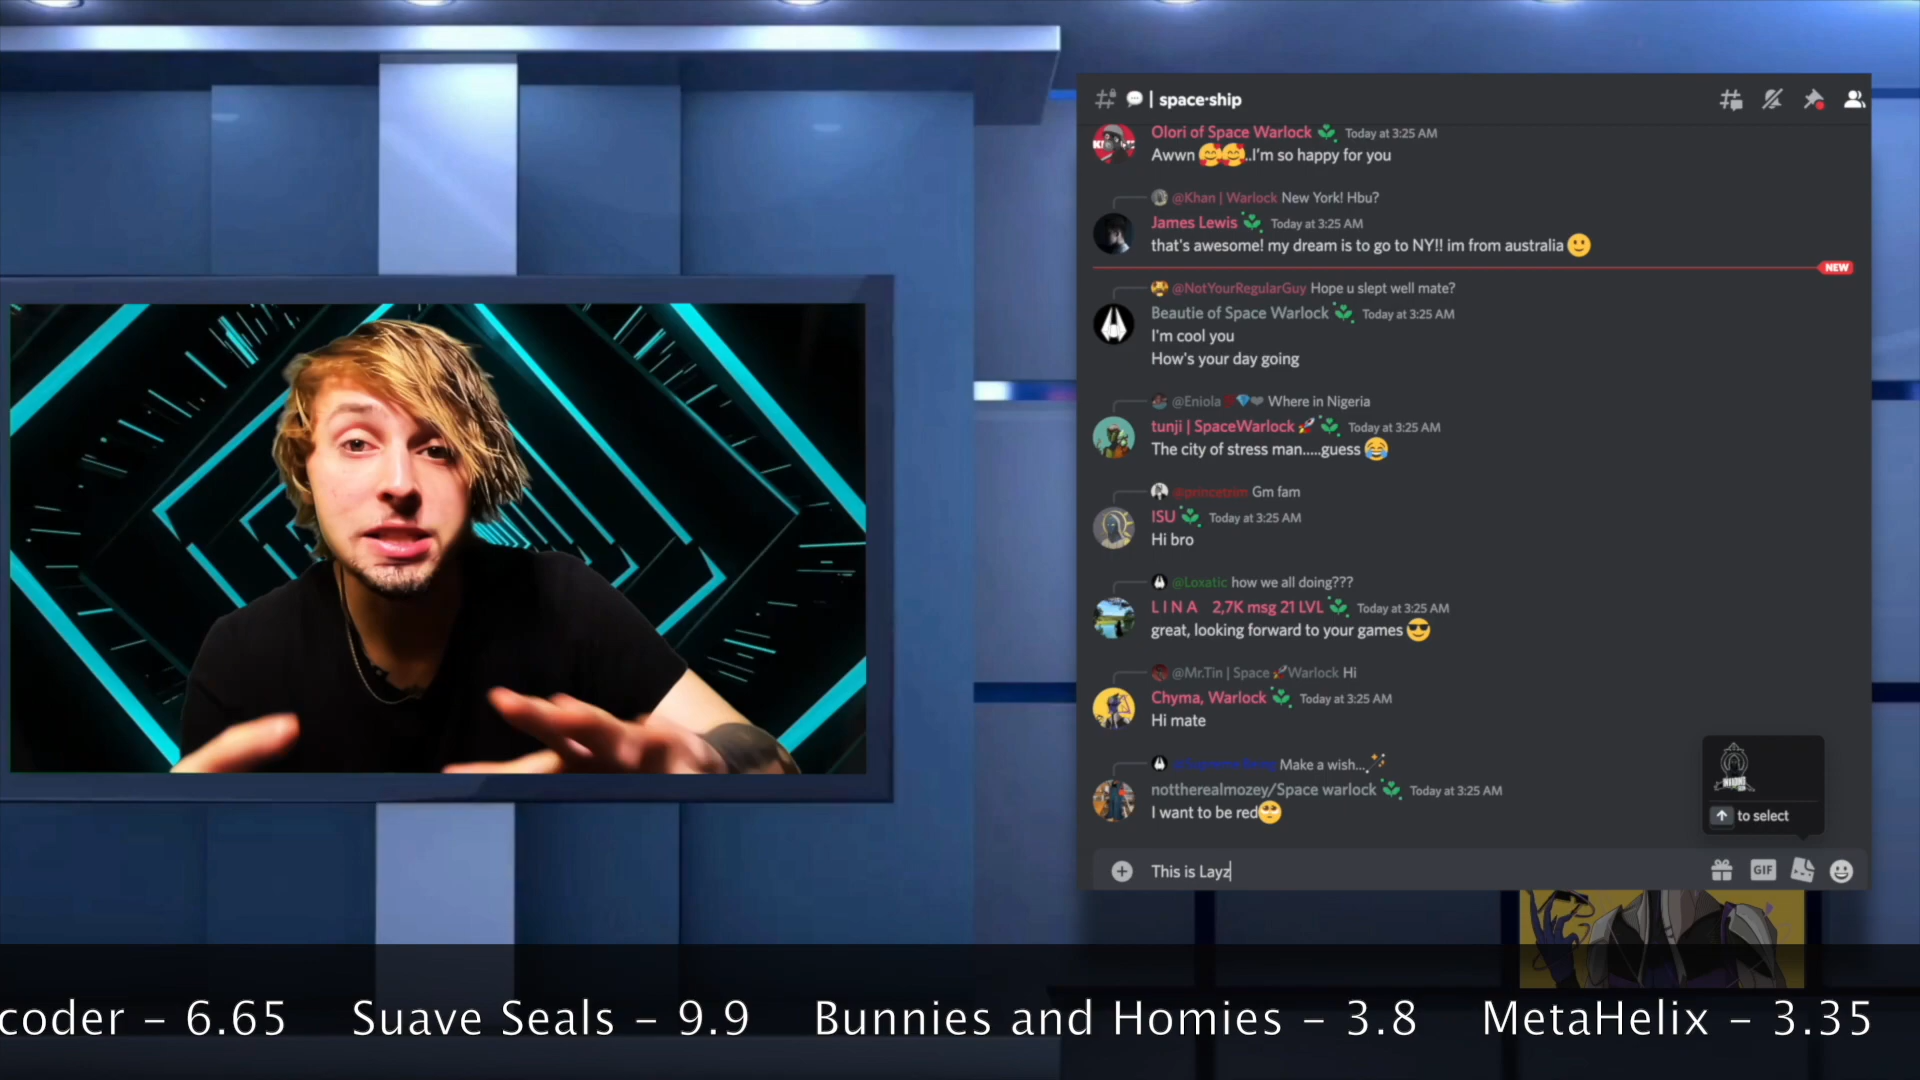 | space·ship
Olori of Space Warlock Today at 3:25 AM
Awwn 🥰🥰..I'm so happy for you
@Khan | Warlock New York! Hbu?
James Lewis Today at 3:25 AM
that's awesome! my dream is to go to NY!! im from australia 🙂
NEW
@NotYourRegularGuy Hope u slept well mate?
Beautie of Space Warlock Today at 3:25 AM
I'm cool you
How's your day going
@Eniola Where in Nigeria
tunji | SpaceWarlock 🚀 Today at 3:25 AM
The city of stress man.....guess 😂
@princetrim Gm fam
ISU Today at 3:25 AM
Hi bro
@Loxatic how we all doing???
L I N A 2,7K msg 21 LVL Today at 3:25 AM
great, looking forward to your games 😎
@Mr.Tin | Space 🚀Warlock Hi
Chyma, Warlock Today at 3:25 AM
Hi mate
Make a wish...✨
nottherealmozey/Space warlock Today at 3:25 AM
I want to be red🥺
to select
This is Layz
GIF
coder – 6.65 Suave Seals – 9.9 Bunnies and Homies – 3.8 MetaHelix – 3.35